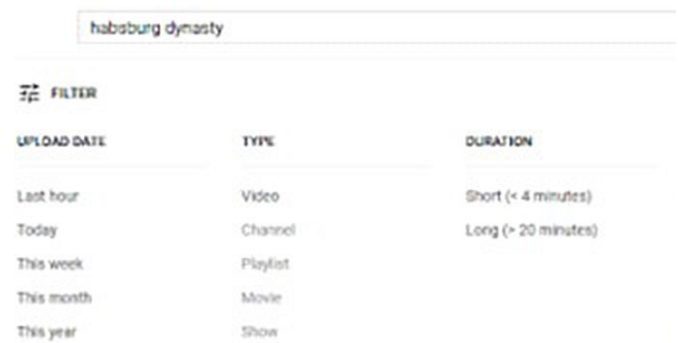 habsburg dynasty
FILTER
UPLOAD DATE TYPE DURATION
Last hour Video Short (< 4 minutes)
Today Channel Long (> 20 minutes)
This week Playlist
This month Movie
This year Show